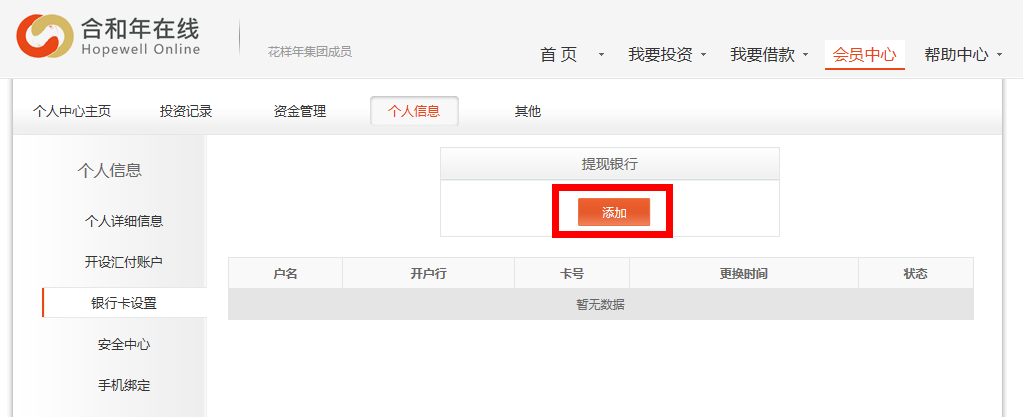 合和年在线
Hopewell Online
花样年集团成员
首 页 我要投资 我要借款 会员中心 帮助中心
个人中心主页 投资记录 资金管理 个人信息 其他
个人信息
个人详细信息
开设汇付账户
银行卡设置
安全中心
手机绑定
提现银行
添加
户名 开户行 卡号 更换时间 状态
暂无数据